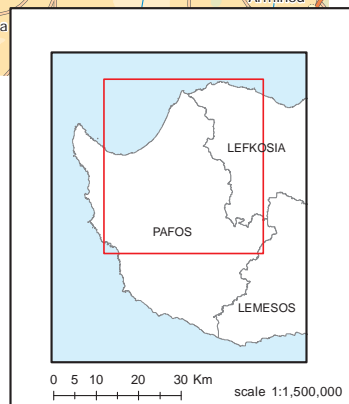 LEFKOSIA
PAFOS
LEMESOS
0 5 10 20 30 Km
scale 1:1,500,000